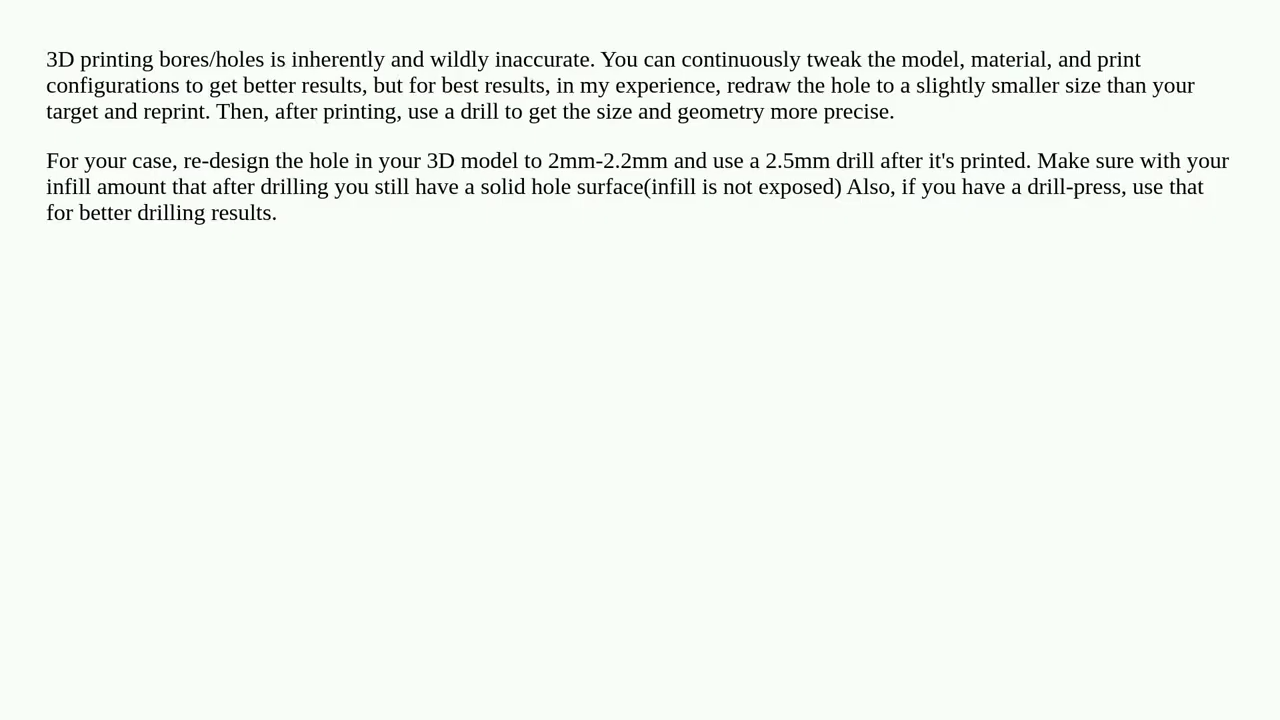 3D printing bores/holes is inherently and wildly inaccurate. You can continuously tweak the model, material, and print
configurations to get better results, but for best results, in my experience, redraw the hole to a slightly smaller size than your
target and reprint. Then, after printing, use a drill to get the size and geometry more precise.
For your case, re-design the hole in your 3D model to 2mm-2.2mm and use a 2.5mm drill after it's printed. Make sure with your
infill amount that after drilling you still have a solid hole surface(infill is not exposed) Also, if you have a drill-press, use that
for better drilling results.